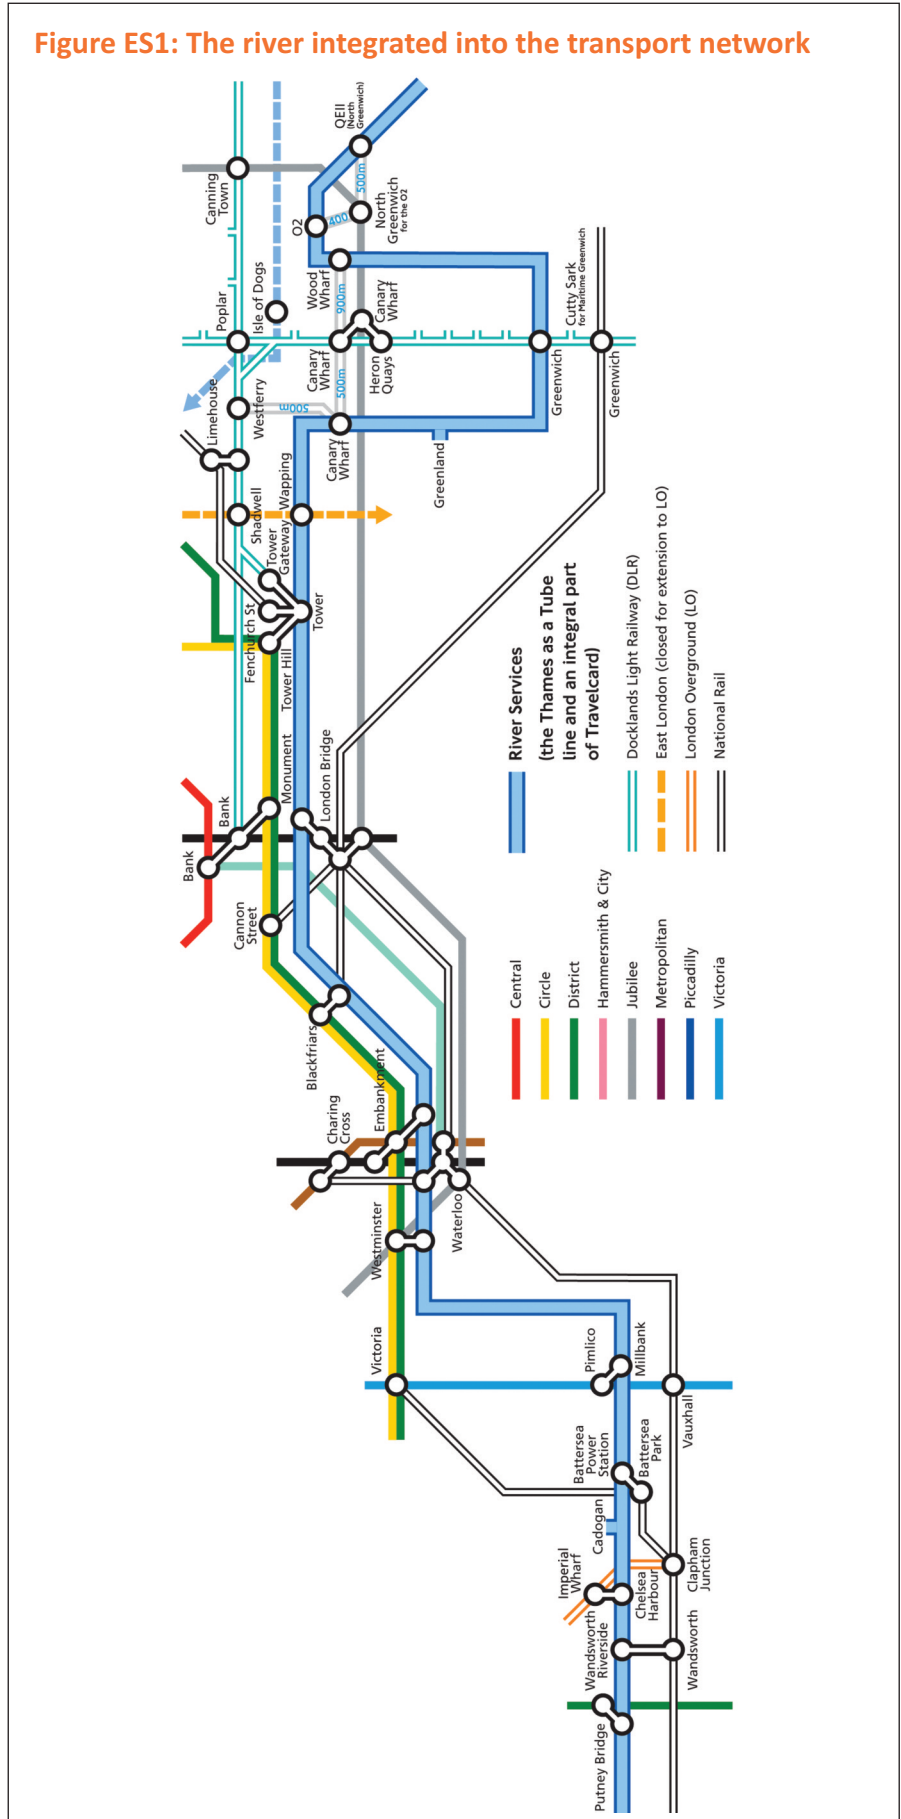 Figure ES1: The river integrated into the transport network
Putney Bridge
Wandsworth
Riverside
Wandsworth
Imperial
Wharf
Chelsea
Harbour
Clapham
Junction
Cadogan
Battersea
Power
Station
Battersea
Park
Pimlico
Millbank
Vauxhall
Victoria
Westminster
Waterloo
Charing
Cross
Embankment
Blackfriars
Cannon
Street
Bank
Bank
Monument
London Bridge
Tower Hill
Fenchurch St
Tower
Gateway
Tower
Shadwell
Wapping
Limehouse
Westferry
500m
Canary
Wharf
500m
Greenland
Poplar
Isle of Dogs
Canary
Wharf
Heron
Quays
Canary
Wharf
900m
Wood
Wharf
Greenwich
Cutty Sark
for Maritime Greenwich
Greenwich
Canning
Town
O2
400
North
Greenwich
for the O2
500m
QEII
(North
Greenwich)
Central
Circle
District
Hammersmith & City
Jubilee
Metropolitan
Piccadilly
Victoria
River Services
(the Thames as a Tube
line and an integral part
of Travelcard)
Docklands Light Railway (DLR)
East London (closed for extension to LO)
London Overground (LO)
National Rail